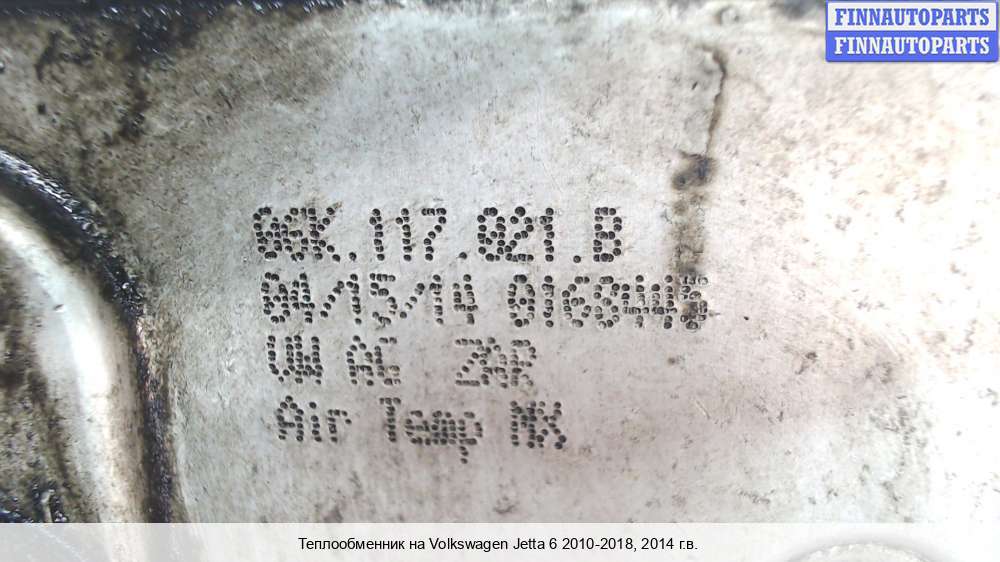 FINNAUTOPARTS
FINNAUTOPARTS
06K.117.021.B
04/15/14 0168445
VW AG ZAR
Air Temp MX
Теплообменник на Volkswagen Jetta 6 2010-2018, 2014 г.в.